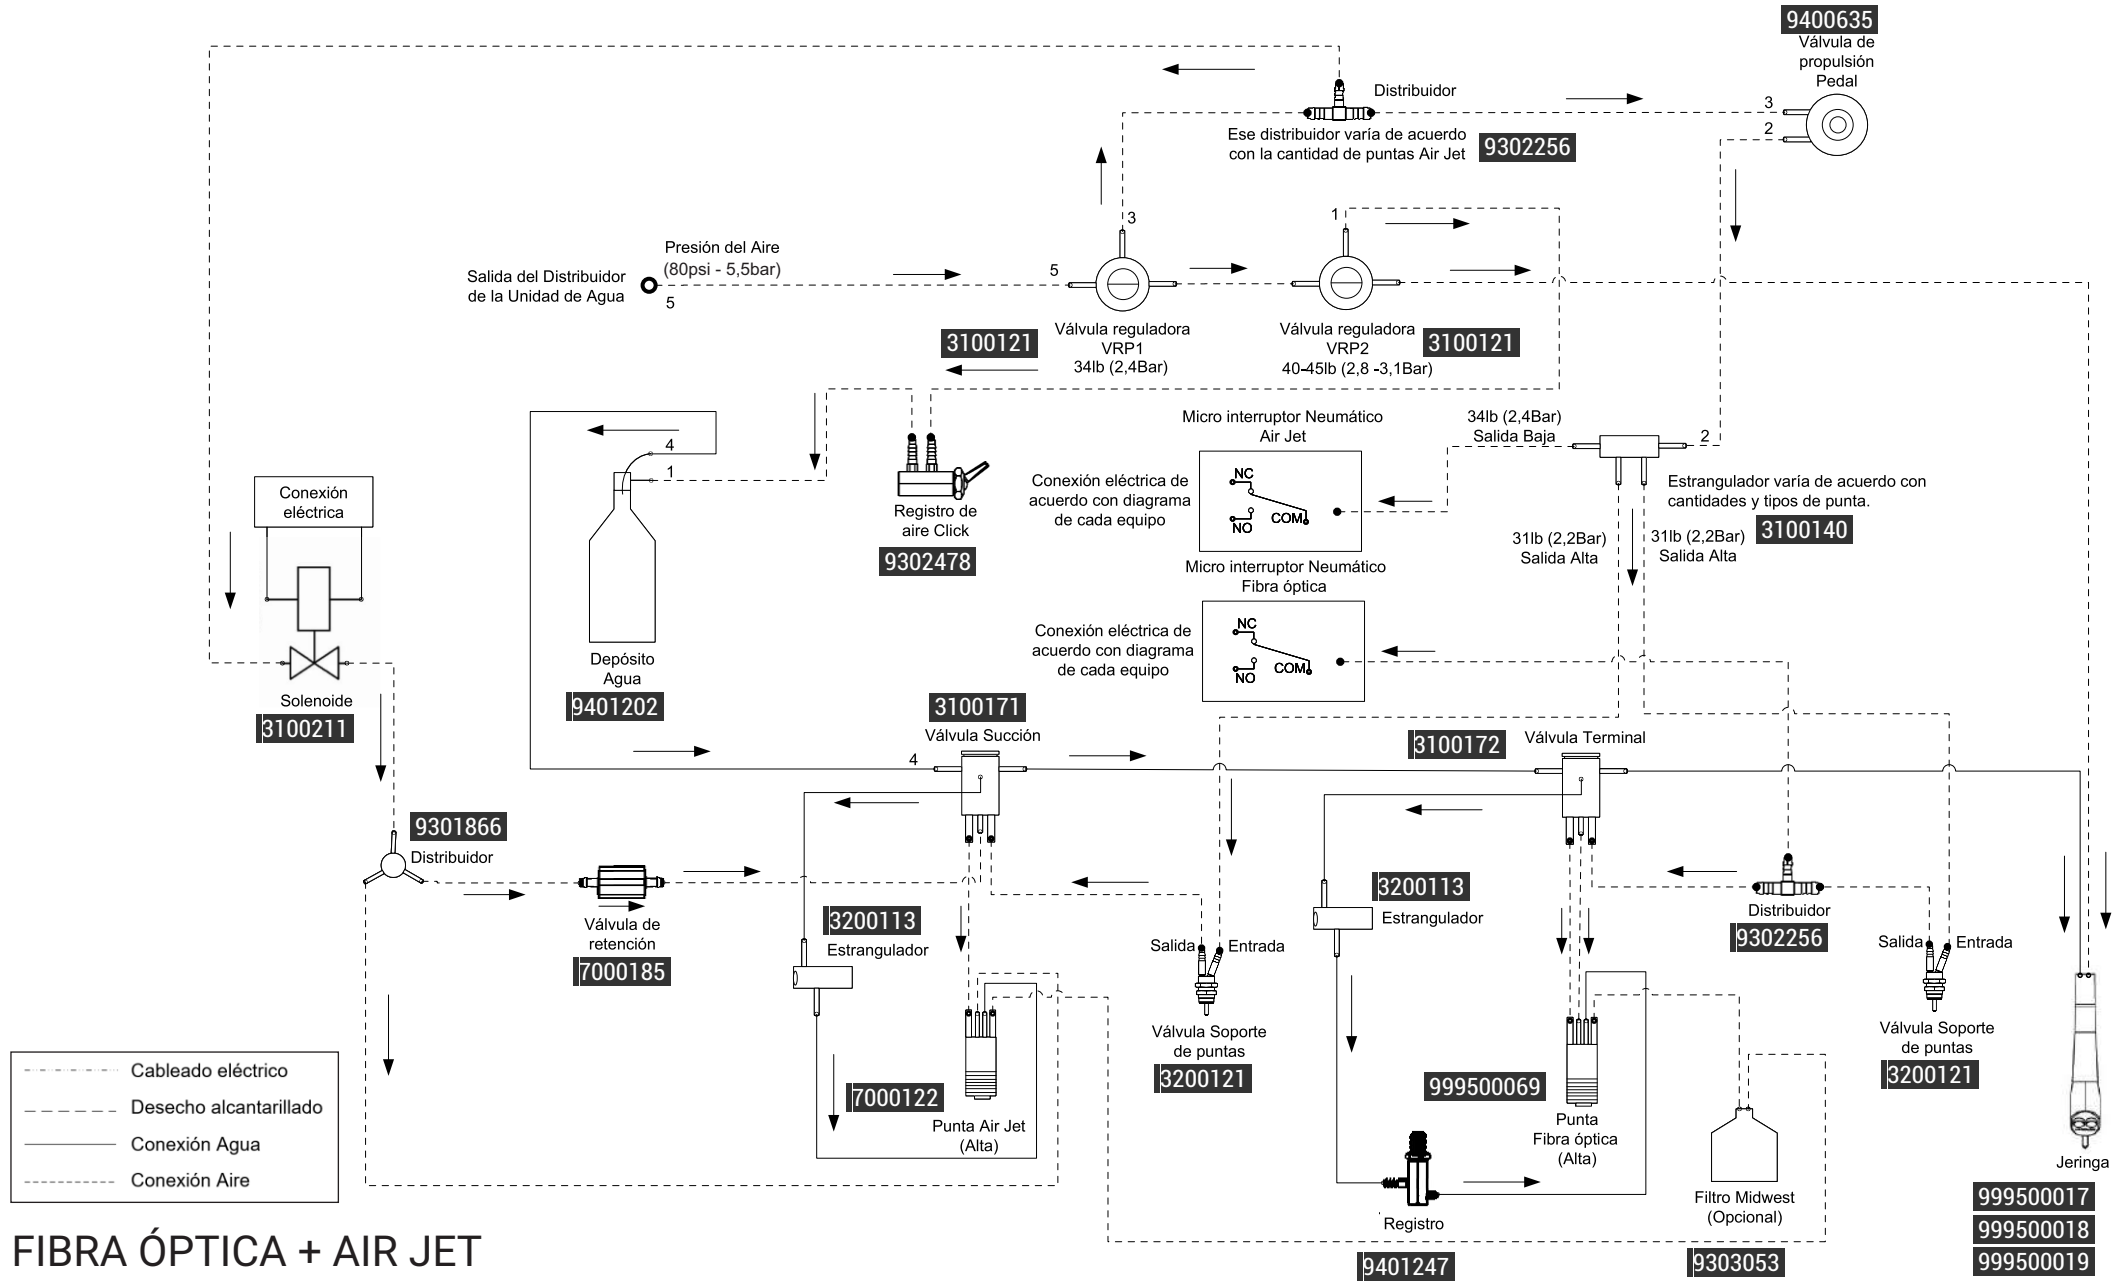 9400635
Válvula de
propulsión
Pedal
3
2
Distribuidor
Ese distribuidor varía de acuerdo
con la cantidad de puntas Air Jet
9302256
3
1
Presión del Aire
(80psi - 5,5bar)
Salida del Distribuidor
de la Unidad de Agua
5
5
Válvula reguladora
VRP1
34lb (2,4Bar)
3100121
Válvula reguladora
VRP2
40-45lb (2,8 -3,1Bar)
3100121
4
1
Depósito
Agua
9401202
Registro de
aire Click
9302478
Micro interruptor Neumático
Air Jet
Conexión eléctrica de
acuerdo con diagrama
de cada equipo
NC
NO
COM
34lb (2,4Bar)
Salida Baja
2
Estrangulador varía de acuerdo con
cantidades y tipos de punta.
3100140
31lb (2,2Bar)
Salida Alta
31lb (2,2Bar)
Salida Alta
Micro interruptor Neumático
Fibra óptica
Conexión eléctrica de
acuerdo con diagrama
de cada equipo
NC
NO
COM
Conexión
eléctrica
Solenoide
3100211
3100171
Válvula Succión
4
3100172
Válvula Terminal
9301866
Distribuidor
Válvula de
retención
7000185
3200113
Estrangulador
3200113
Estrangulador
Salida
Entrada
Válvula Soporte
de puntas
3200121
Distribuidor
9302256
Salida
Entrada
Válvula Soporte
de puntas
3200121
7000122
Punta Air Jet
(Alta)
999500069
Punta
Fibra óptica
(Alta)
Registro
9401247
Filtro Midwest
(Opcional)
9303053
Jeringa
999500017
999500018
999500019
Cableado eléctrico
Desecho alcantarillado
Conexión Agua
Conexión Aire
FIBRA ÓPTICA + AIR JET